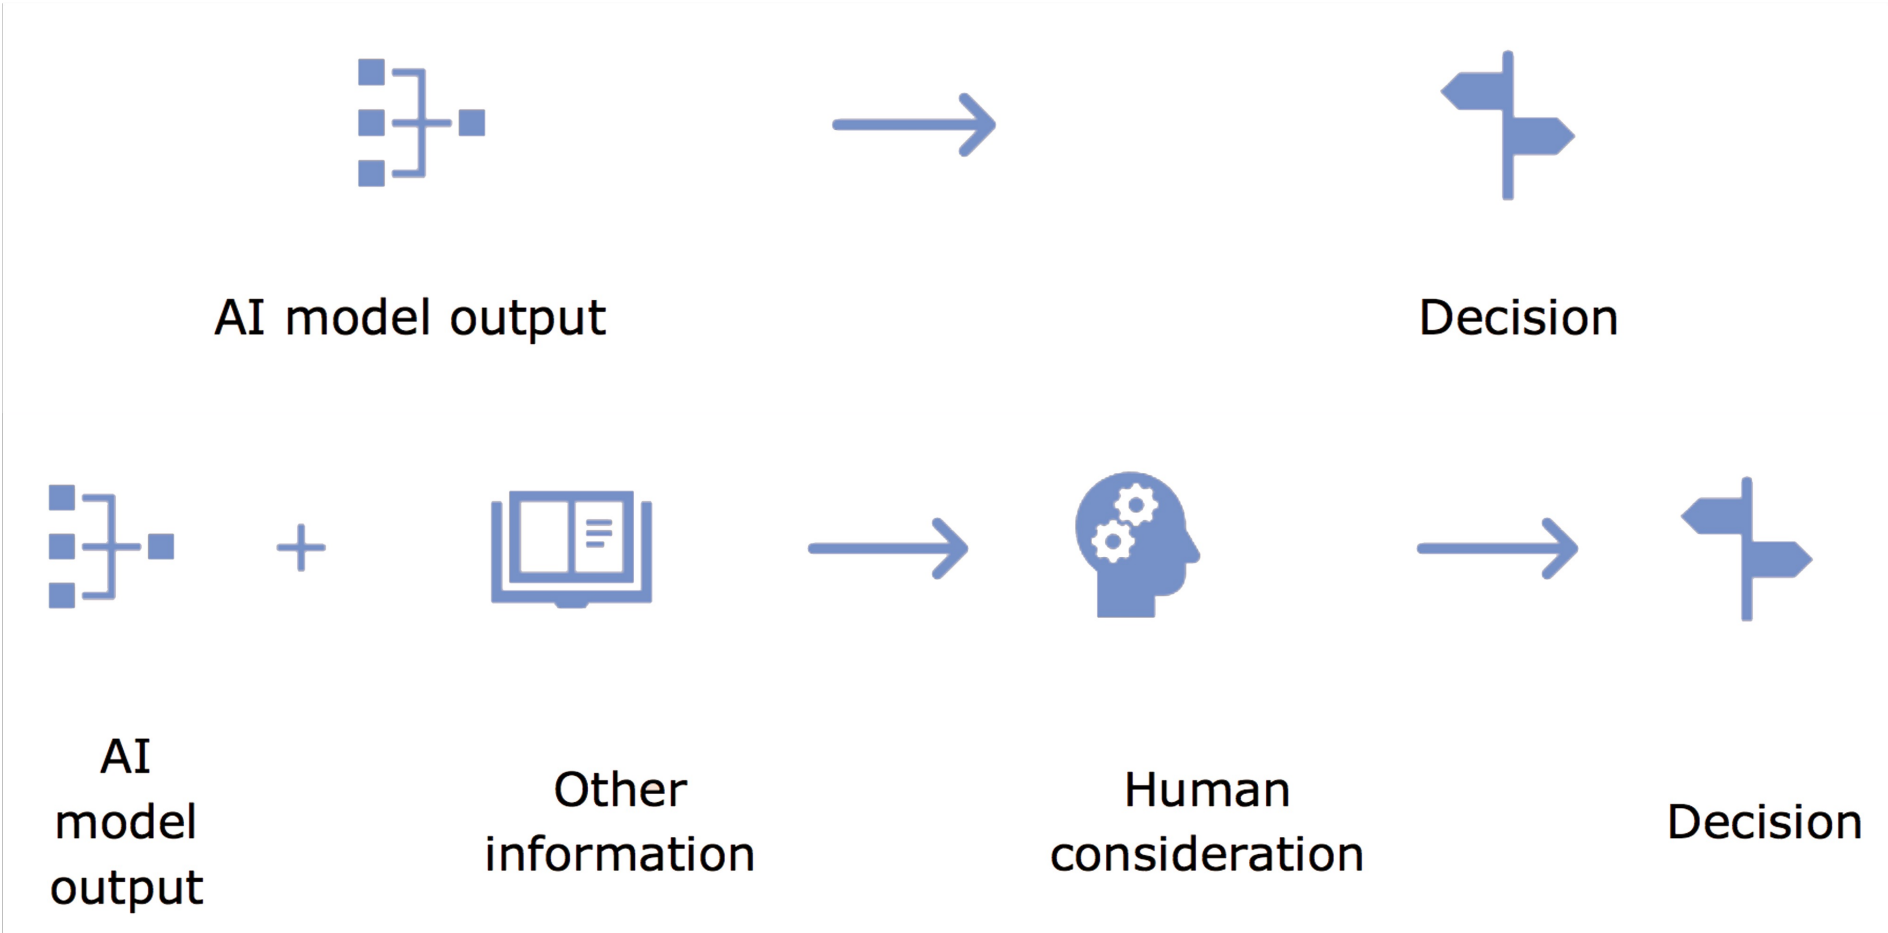 AI model output
Decision
AI
model
output
Other
information
Human
consideration
Decision